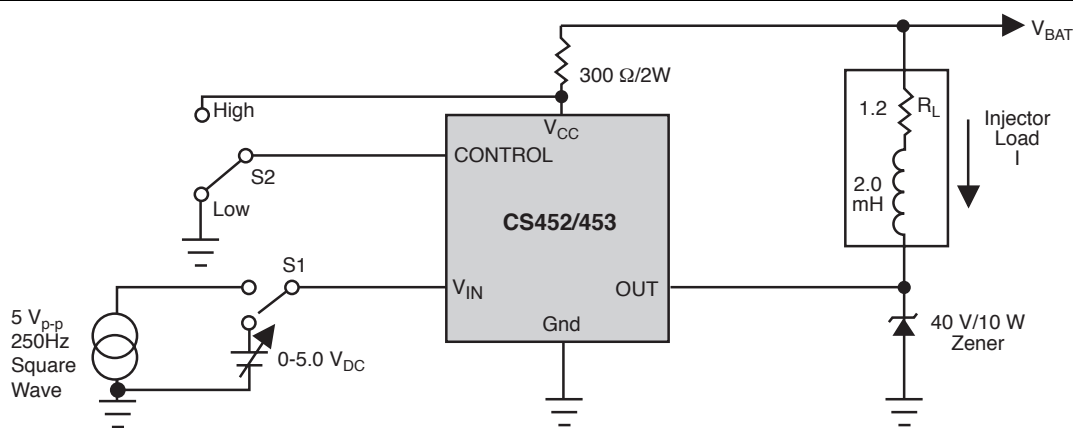 V_BAT
300 Ω/2W
High
V_CC
1.2
R_L
Injector
Load
I
CONTROL
S2
2.0
mH
Low
CS452/453
S1
V_IN
OUT
5 V_p-p
250Hz
Square
Wave
Gnd
40 V/10 W
Zener
0-5.0 V_DC